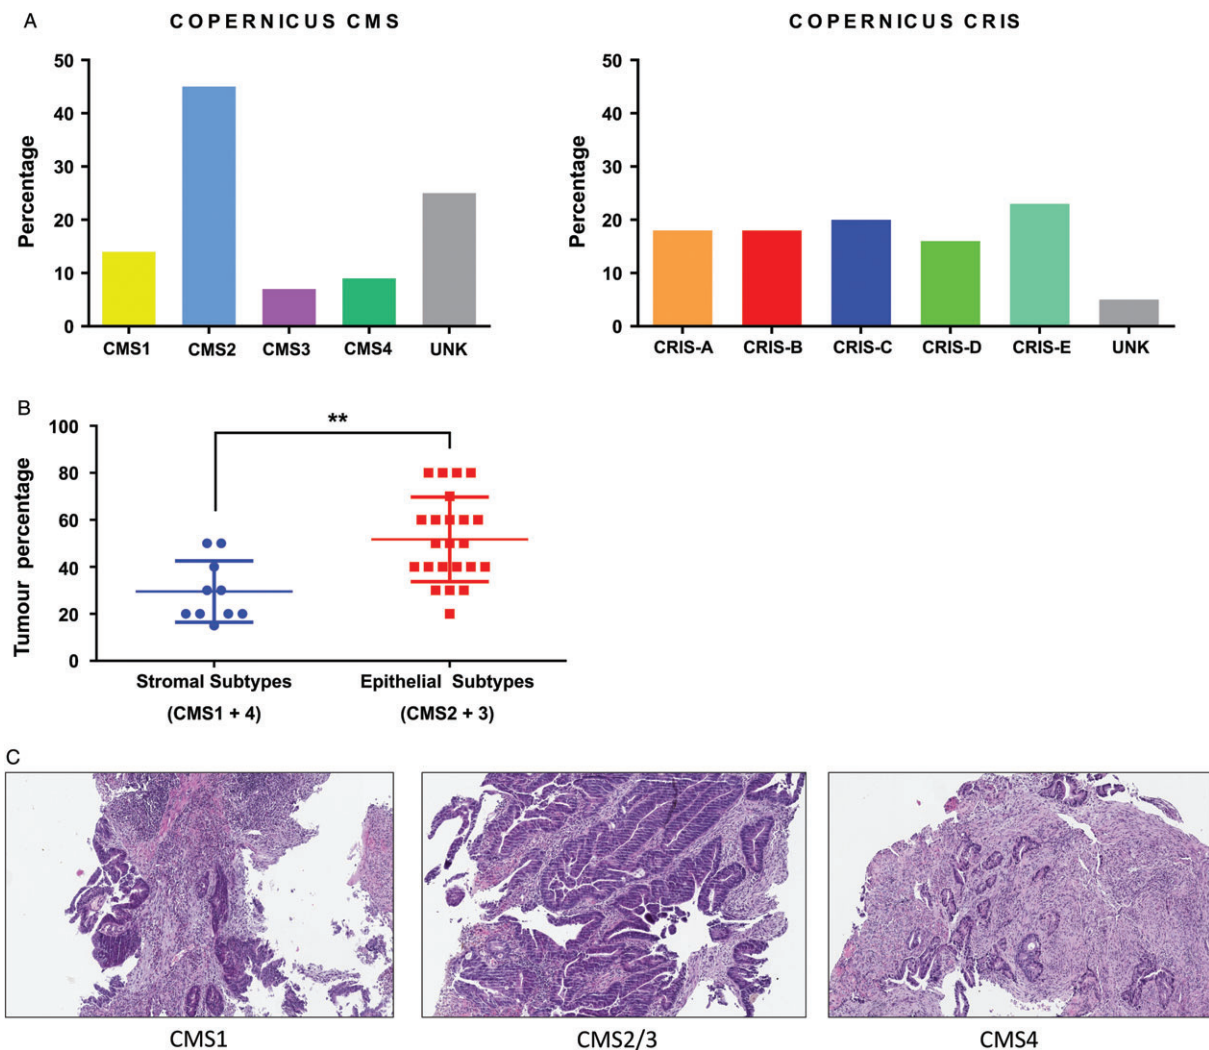 A
COPERNICUS CMS
COPERNICUS CRIS
Percentage
50
40
30
20
10
0
CMS1 CMS2 CMS3 CMS4 UNK
Percentage
50
40
30
20
10
0
CRIS-A CRIS-B CRIS-C CRIS-D CRIS-E UNK
B
Tumour percentage
100
80
60
40
20
0
**
Stromal Subtypes
(CMS1 + 4)
Epithelial Subtypes
(CMS2 + 3)
C
CMS1
CMS2/3
CMS4